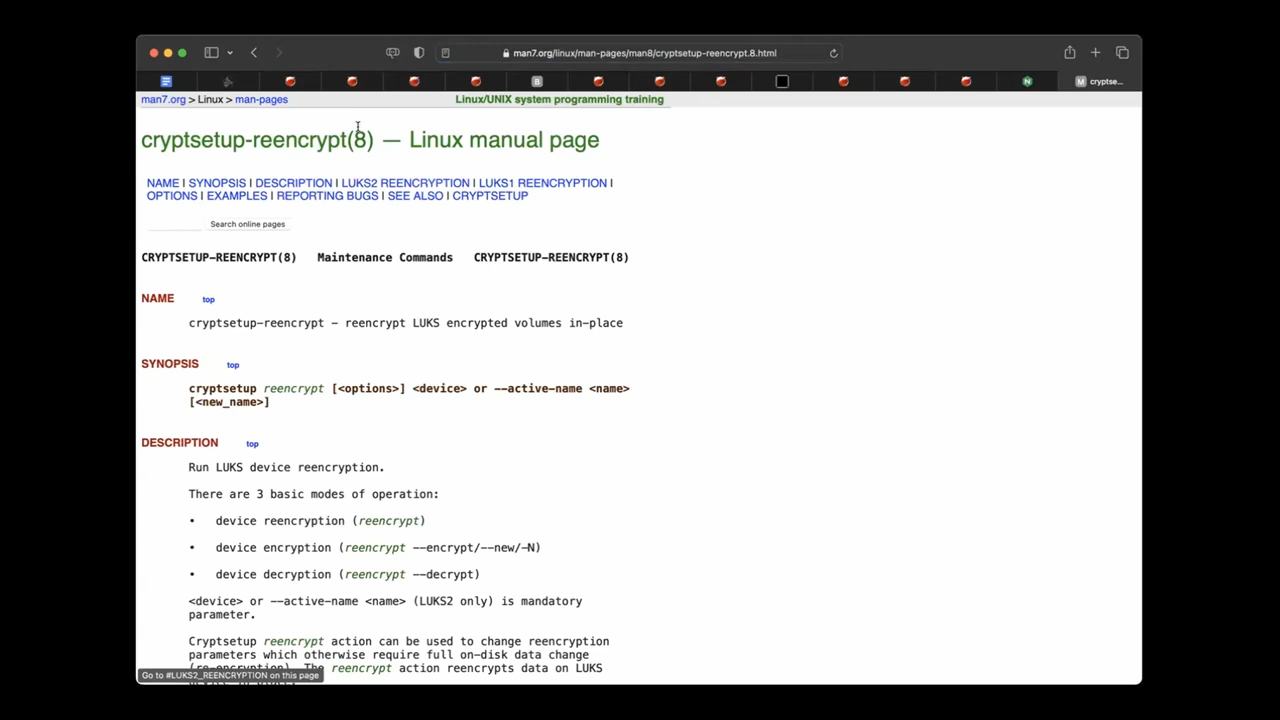 man7.org/linux/man-pages/man8/cryptsetup-reencrypt.8.html
B
N
M cryptse...
man7.org > Linux > man-pages
Linux/UNIX system programming training
cryptsetup-reencrypt(8) — Linux manual page
NAME | SYNOPSIS | DESCRIPTION | LUKS2 REENCRYPTION | LUKS1 REENCRYPTION |
OPTIONS | EXAMPLES | REPORTING BUGS | SEE ALSO | CRYPTSETUP
Search online pages
CRYPTSETUP-REENCRYPT(8) Maintenance Commands CRYPTSETUP-REENCRYPT(8)
NAME top
cryptsetup-reencrypt - reencrypt LUKS encrypted volumes in-place
SYNOPSIS top
cryptsetup reencrypt [<options>] <device> or --active-name <name>
[<new_name>]
DESCRIPTION top
Run LUKS device reencryption.
There are 3 basic modes of operation:
• device reencryption (reencrypt)
• device encryption (reencrypt --encrypt/--new/-N)
• device decryption (reencrypt --decrypt)
<device> or --active-name <name> (LUKS2 only) is mandatory
parameter.
Cryptsetup reencrypt action can be used to change reencryption
parameters which otherwise require full on-disk data change
(re-encryption). The reencrypt action reencrypts data on LUKS
Go to #LUKS2_REENCRYPTION on this page